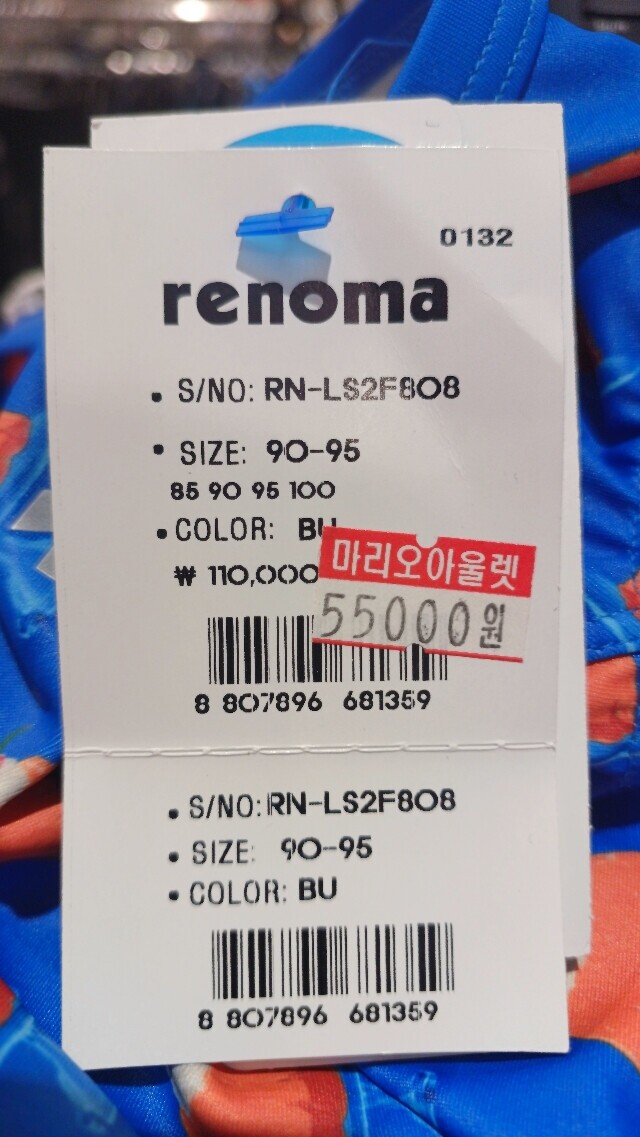 0132
renoma
• S/NO: RN-LS2F808
• SIZE: 90-95
85 90 95 100
• COLOR: BU
₩ 110,000
마리오아울렛
55000원
8 807896 681359
• S/NO: RN-LS2F808
• SIZE: 90-95
• COLOR: BU
8 807896 681359